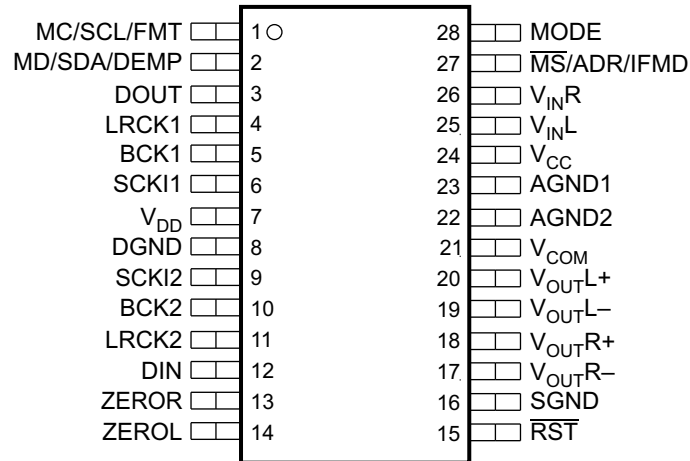 MC/SCL/FMT 1 28 MODE
MD/SDA/DEMP 2 27 M̅S̅/ADR/IFMD
DOUT 3 26 VINR
LRCK1 4 25 VINL
BCK1 5 24 VCC
SCKI1 6 23 AGND1
VDD 7 22 AGND2
DGND 8 21 VCOM
SCKI2 9 20 VOUTL+
BCK2 10 19 VOUTL–
LRCK2 11 18 VOUTR+
DIN 12 17 VOUTR–
ZEROR 13 16 SGND
ZEROL 14 15 R̅S̅T̅